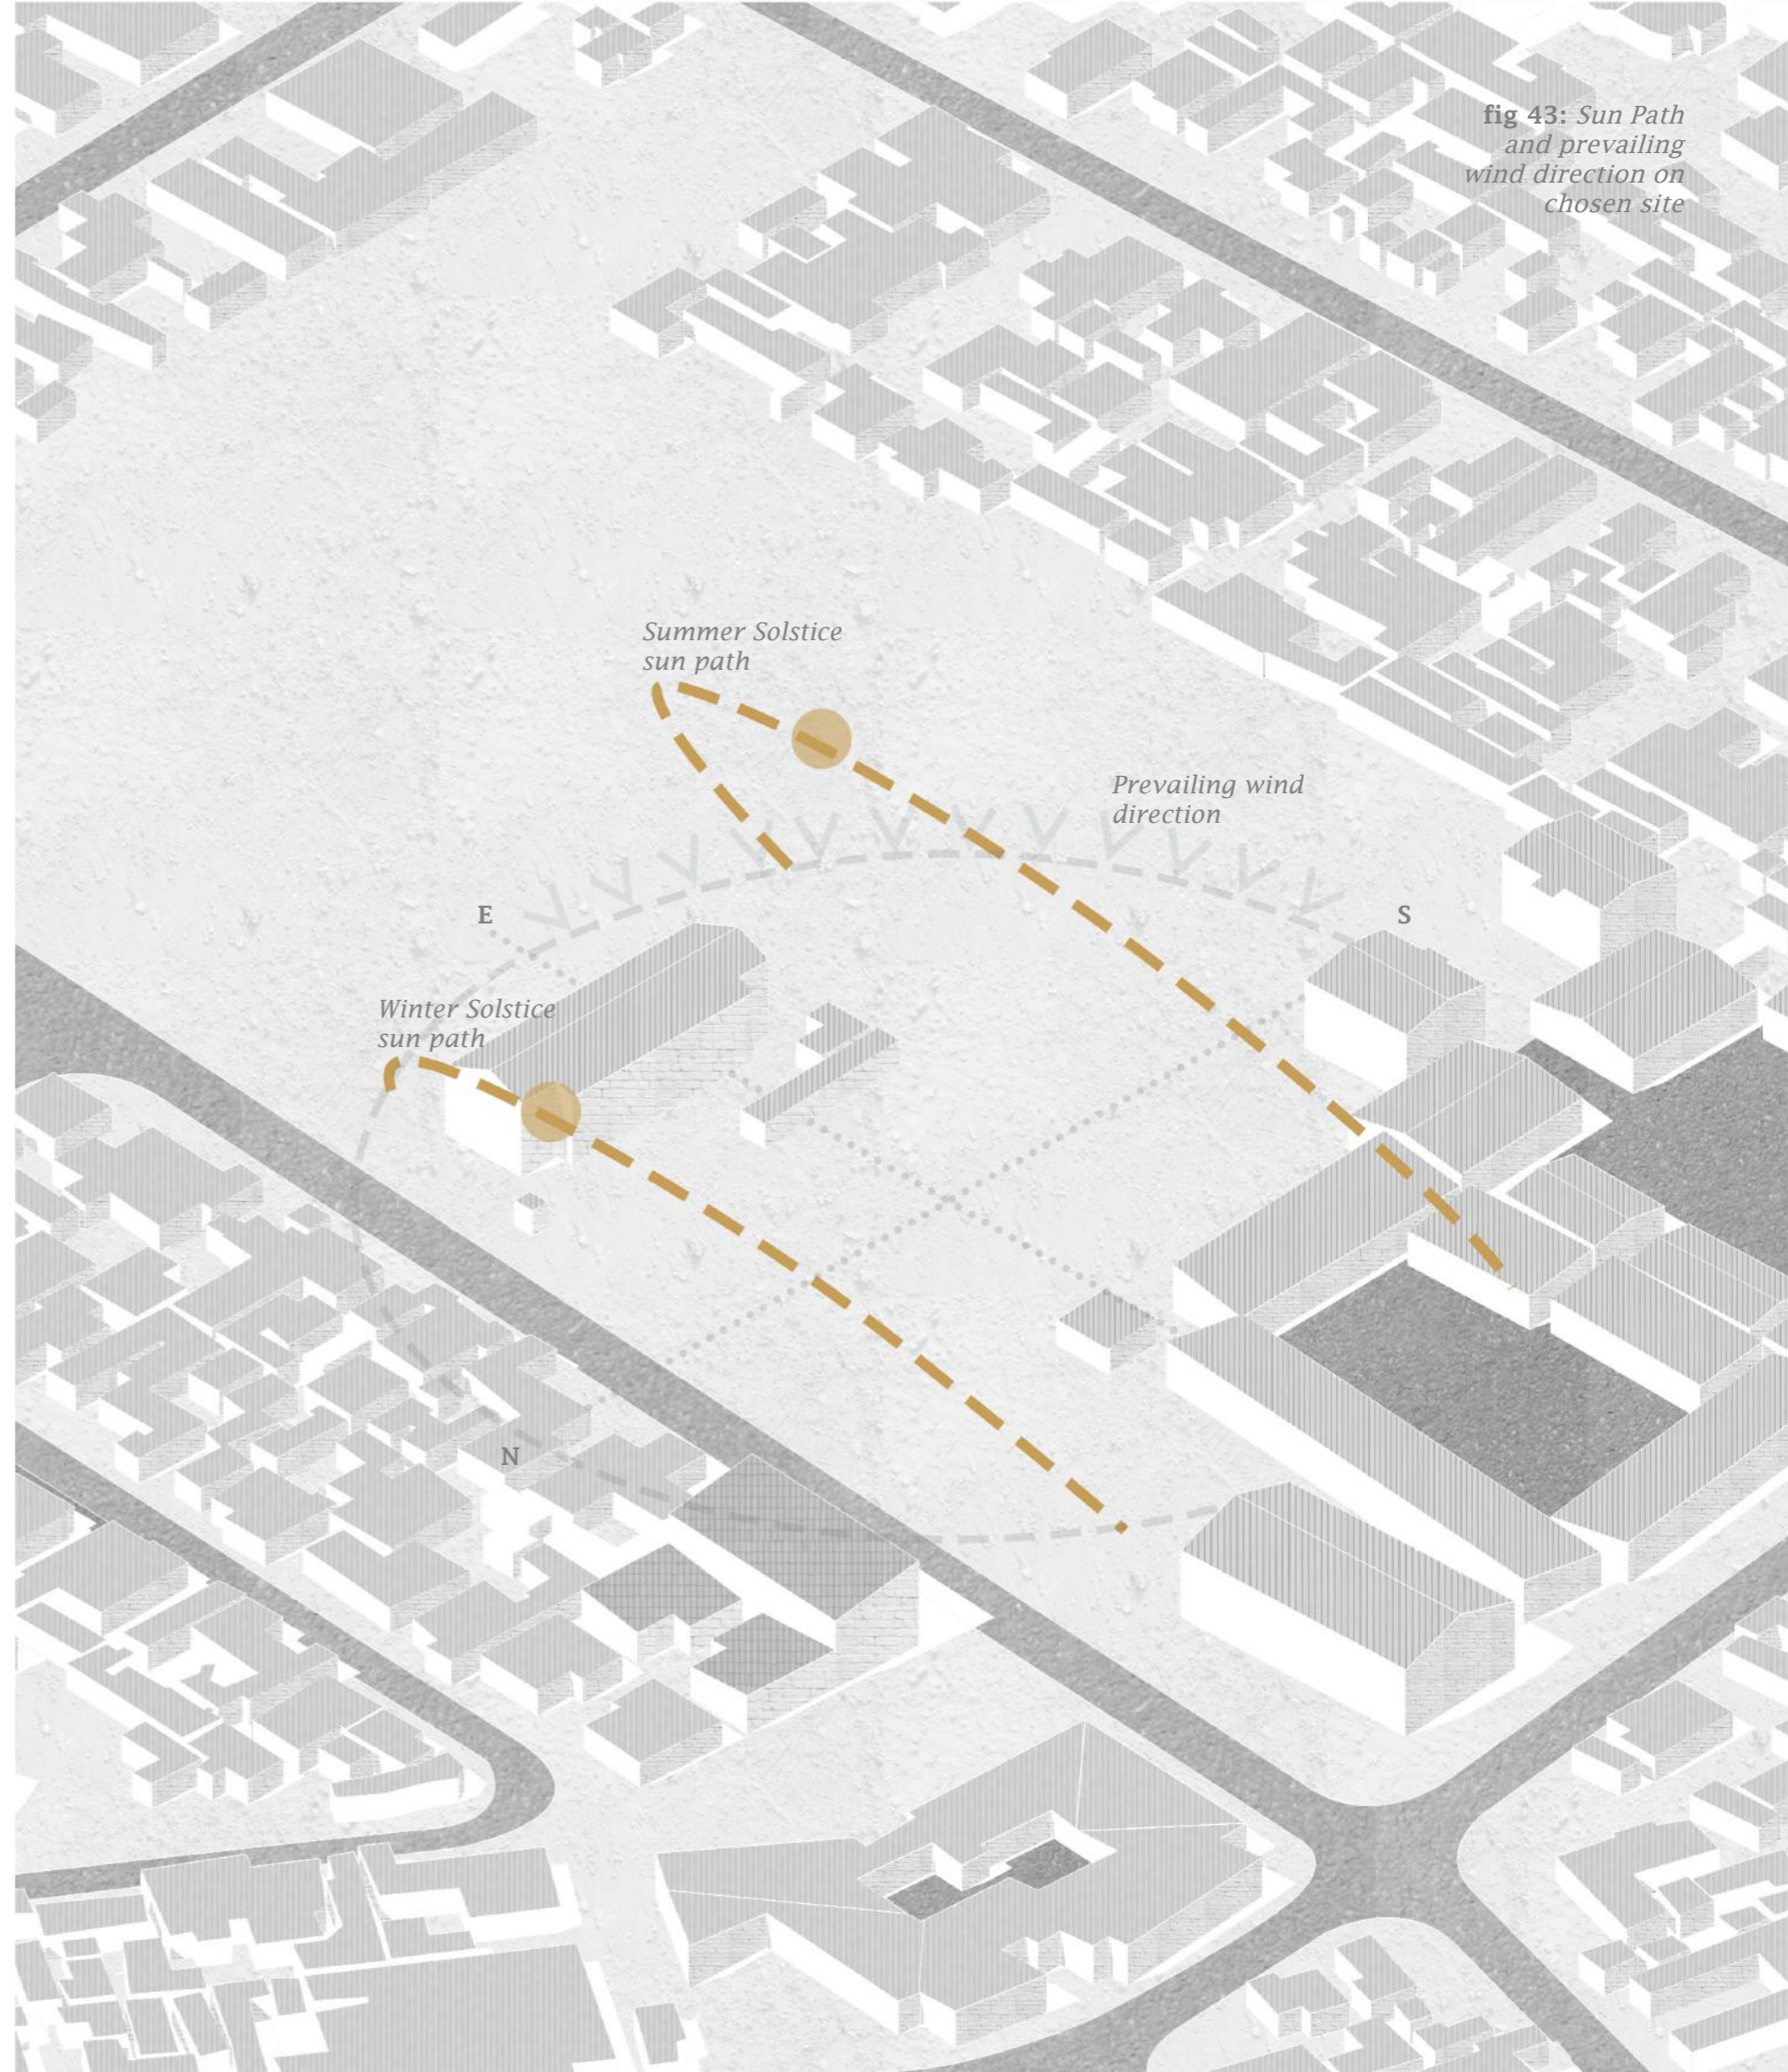 fig 43: Sun Path
and prevailing
wind direction on
chosen site
Summer Solstice
sun path
Prevailing wind
direction
E
S
Winter Solstice
sun path
N